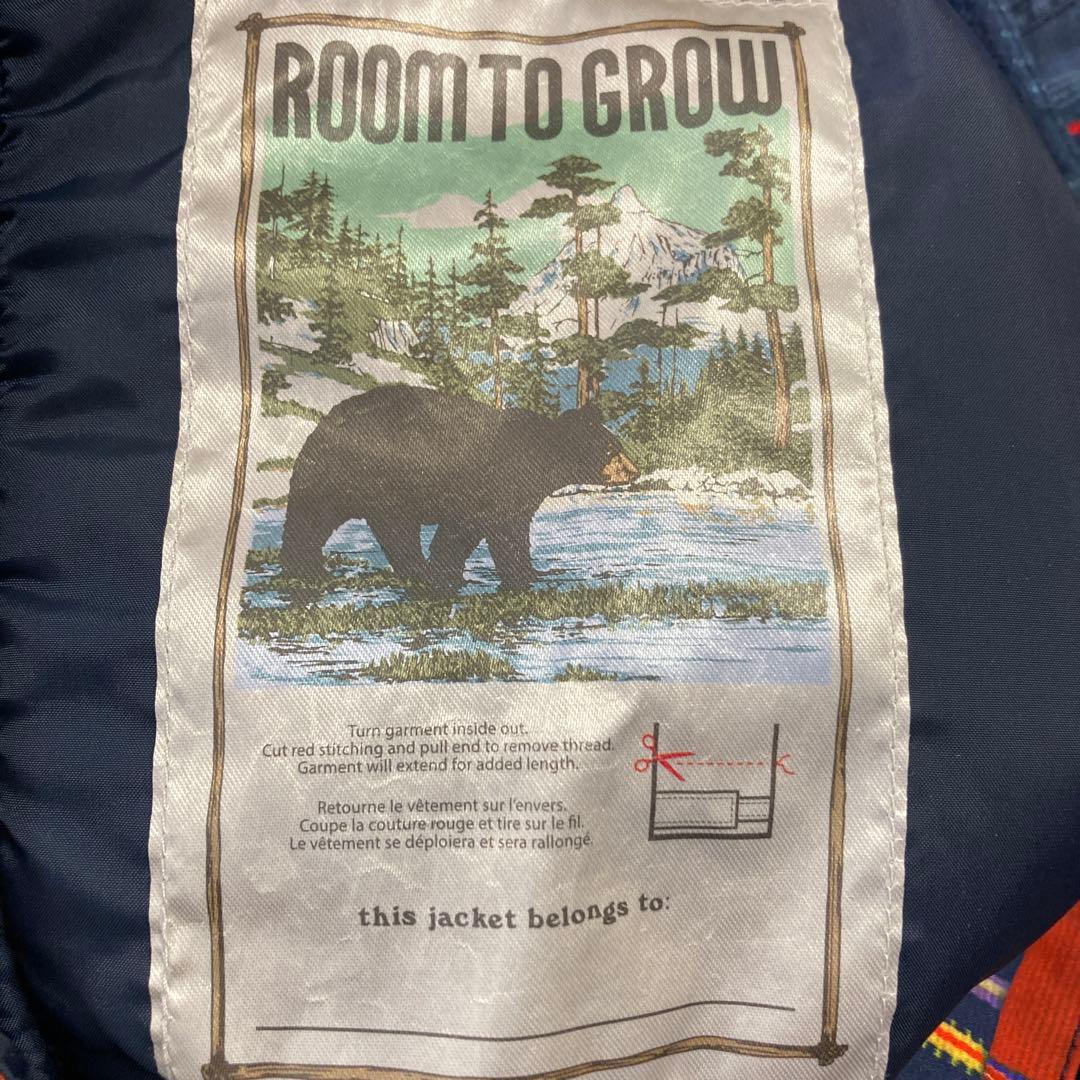 ROOM TO GROW
Turn garment inside out.
Cut red stitching and pull end to remove thread.
Garment will extend for added length.
Retourne le vêtement sur l'envers.
Coupe la couture rouge et tire sur le fil.
Le vêtement se déploiera et sera rallongé.
this jacket belongs to: